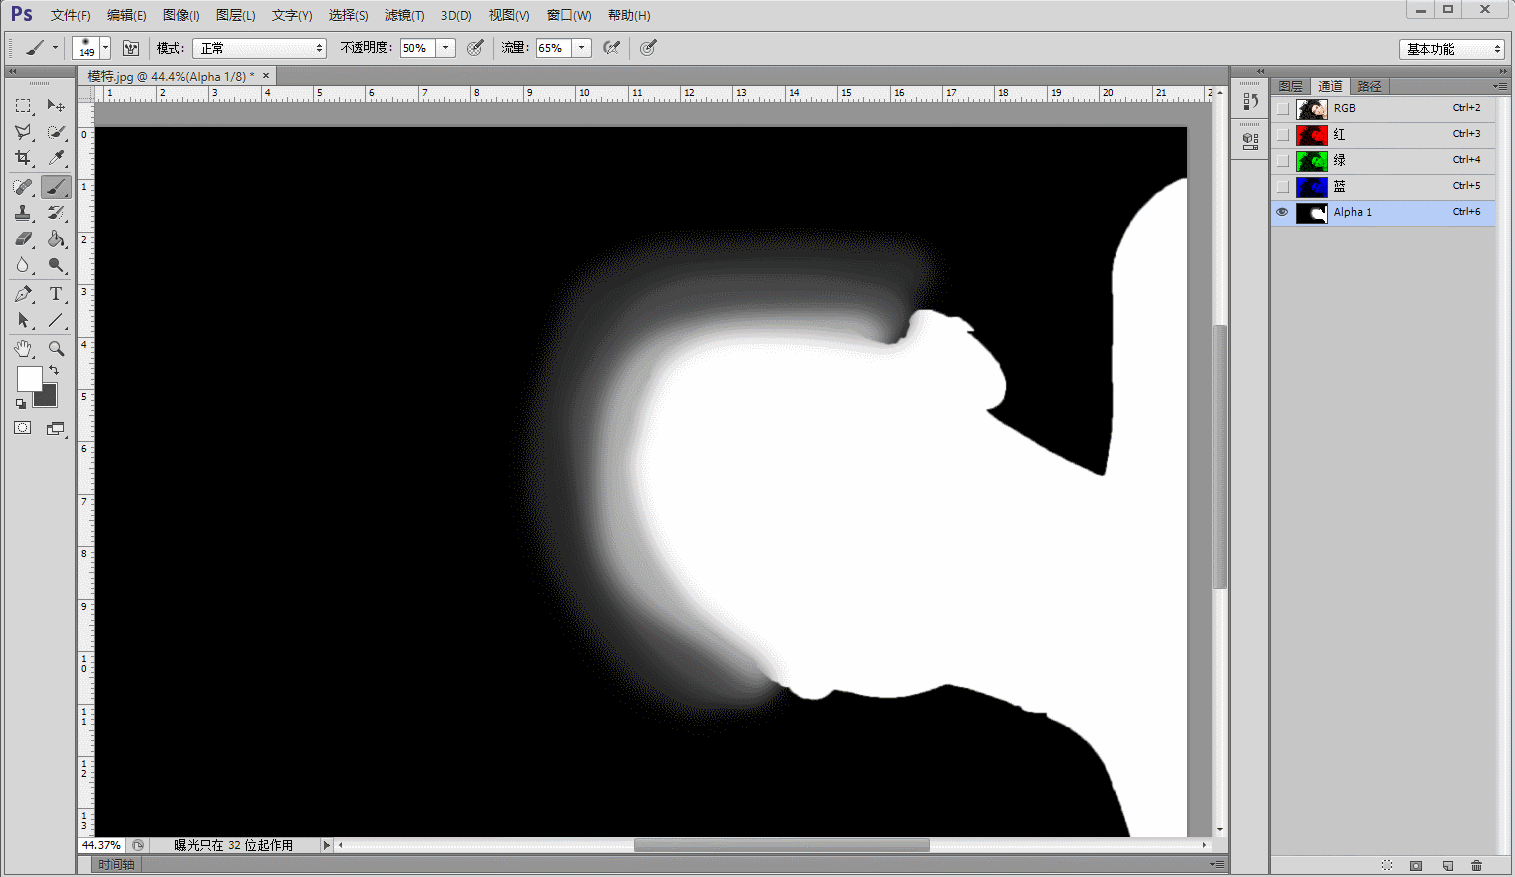 Ps 文件(F) 编辑(E) 图像(I) 图层(L) 文字(Y) 选择(S) 滤镜(T) 3D(D) 视图(V) 窗口(W) 帮助(H)
149 模式: 正常 不透明度: 50% 流量: 65% 基本功能
模特.jpg @ 44.4%(Alpha 1/8) * ×
1 2 3 4 5 6 7 8 9 10 11 12 13 14 15 16 17 18 19 20 21 2
0
1
2
3
4
5
6
7
8
9
10
11
12
13
图层 通道 路径
RGB Ctrl+2
红 Ctrl+3
绿 Ctrl+4
蓝 Ctrl+5
Alpha 1 Ctrl+6
T
44.37% 曝光只在 32 位起作用
时间轴